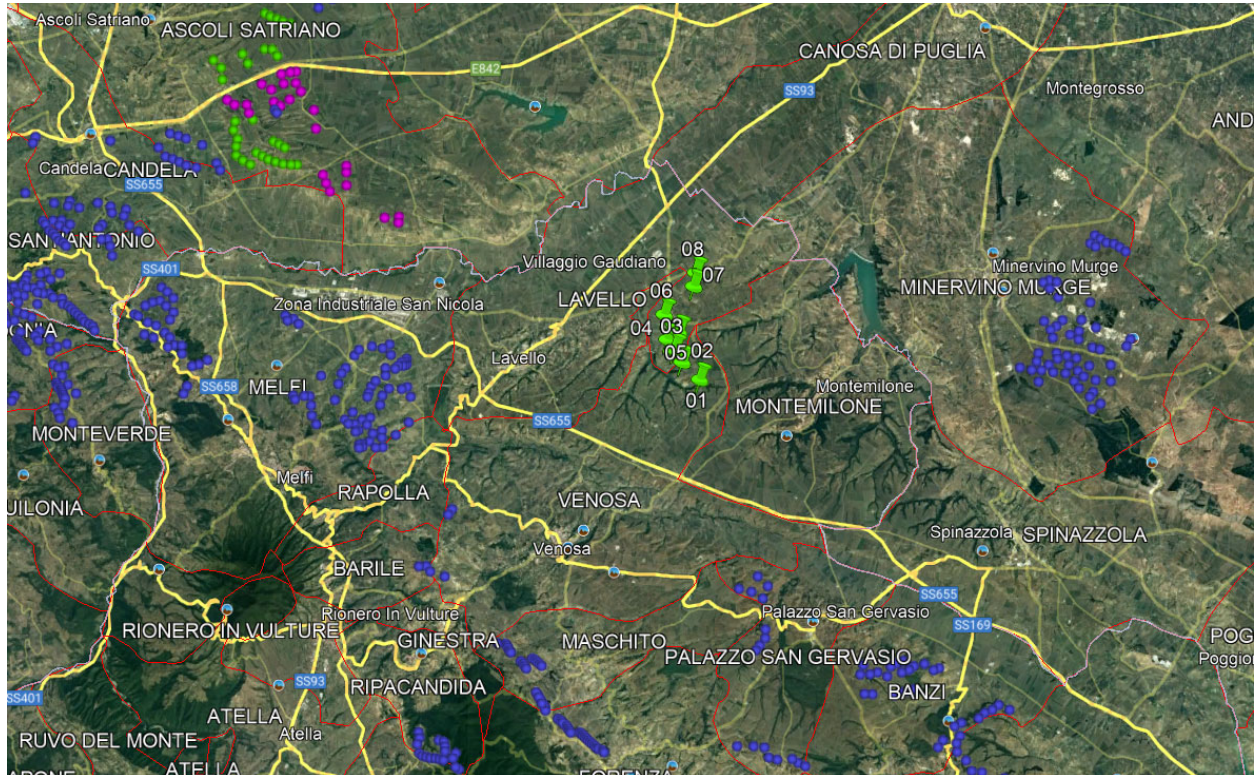 Ascoli Satriano
ASCOLI SATRIANO
CANOSA DI PUGLIA
E842
SS93
Montegrosso
AND
Candela
CANDELA
SS655
SANT'ANTONIO
SS401
Villaggio Gaudiano
08
07
Minervino Murge
MINERVINO MURGE
Zona Industriale San Nicola
LAVELLO
06
ONIA
04
03
05
02
01
Lavello
SS658
MELFI
Montemilone
MONTEMILONE
SS655
MONTEVERDE
Melfi
RAPOLLA
VENOSA
UILONIA
Venosa
Spinazzola
SPINAZZOLA
BARILE
SS655
Rionero In Vulture
RIONERO IN VULTURE
GINESTRA
MASCHITO
Palazzo San Gervasio
SS169
PALAZZO SAN GERVASIO
POG
Poggior
SS401
SS93
RIPACANDIDA
BANZI
ATELLA
Atella
RUVO DEL MONTE
ATELLA
FORENZA